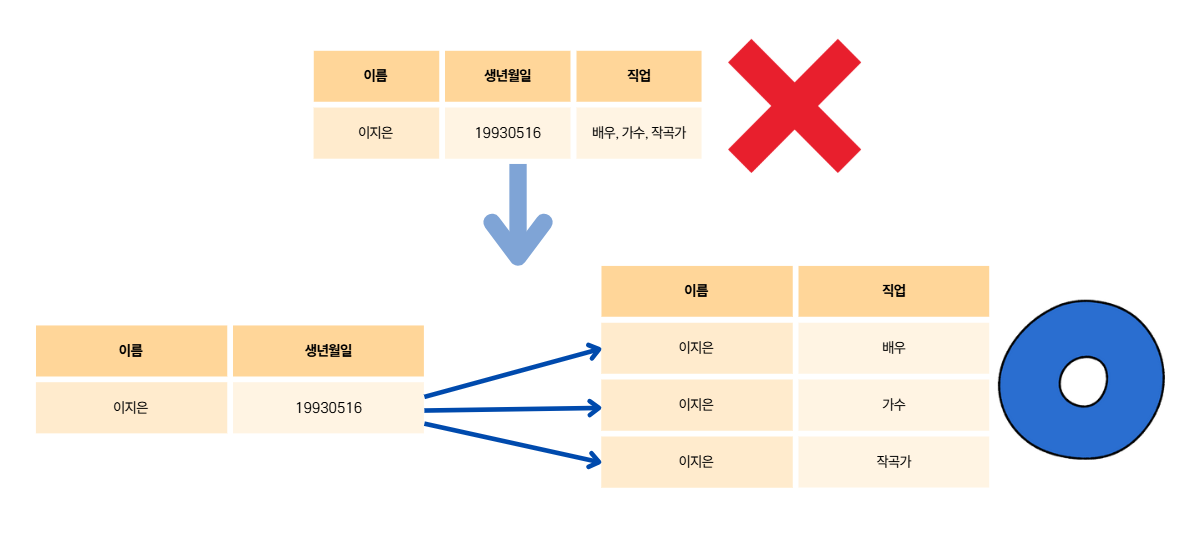 이름 생년월일 직업
이지은 19930516 배우, 가수, 작곡가
이름 생년월일
이지은 19930516
이름 직업
이지은 배우
이지은 가수
이지은 작곡가